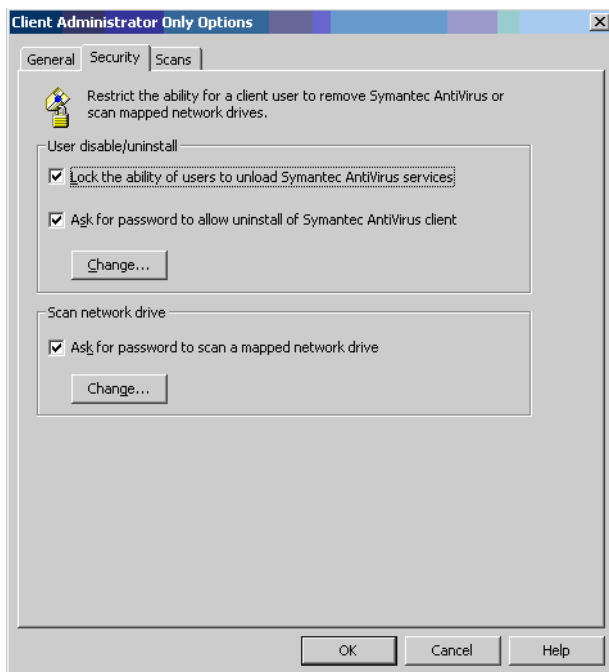 Client Administrator Only Options
General
Security
Scans
Restrict the ability for a client user to remove Symantec AntiVirus or
scan mapped network drives.
User disable/uninstall
Lock the ability of users to unload Symantec AntiVirus services
Ask for password to allow uninstall of Symantec AntiVirus client
Change...
Scan network drive
Ask for password to scan a mapped network drive
Change...
OK
Cancel
Help